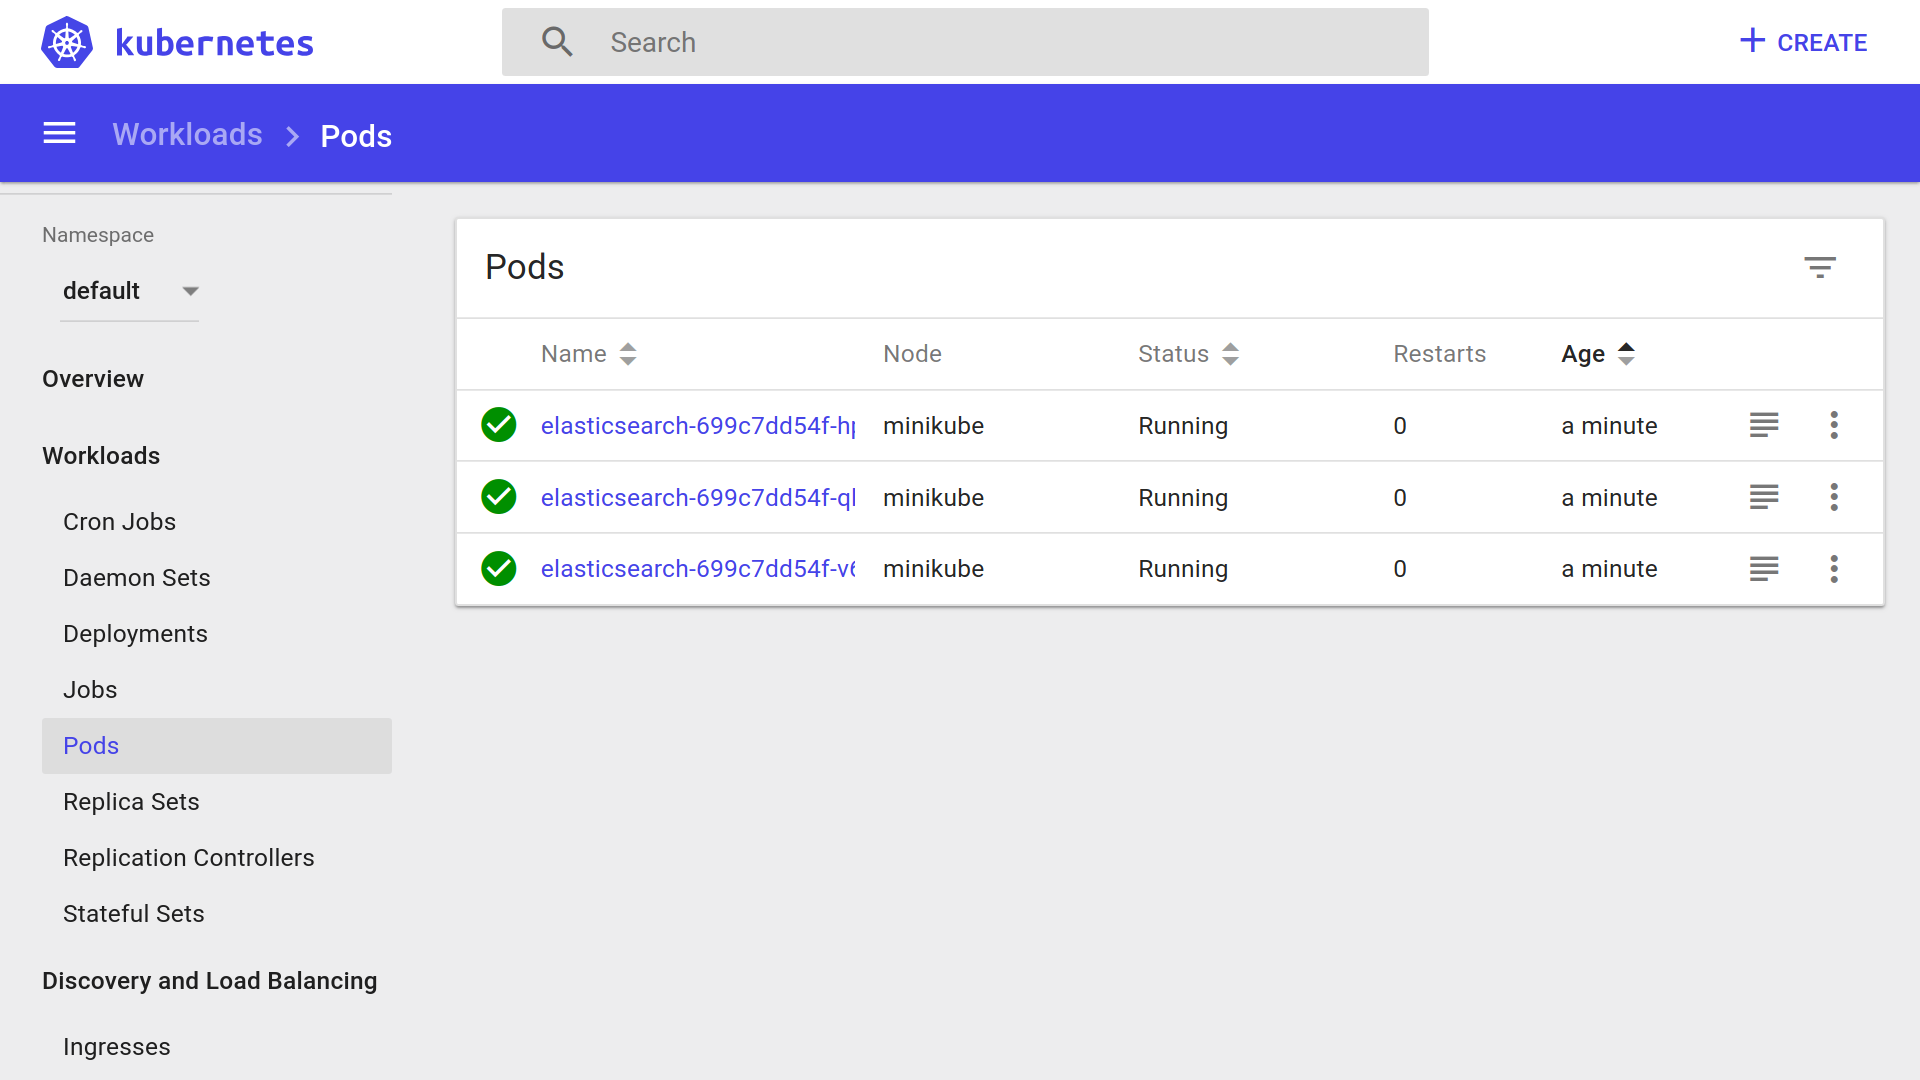 kubernetes
Search
CREATE
Workloads
Pods
Namespace
default
Overview
Workloads
Cron Jobs
Daemon Sets
Deployments
Jobs
Pods
Replica Sets
Replication Controllers
Stateful Sets
Discovery and Load Balancing
Ingresses
Pods
Name Node Status Restarts Age
elasticsearch-699c7dd54f-h minikube Running 0 a minute
elasticsearch-699c7dd54f-q minikube Running 0 a minute
elasticsearch-699c7dd54f-v6 minikube Running 0 a minute